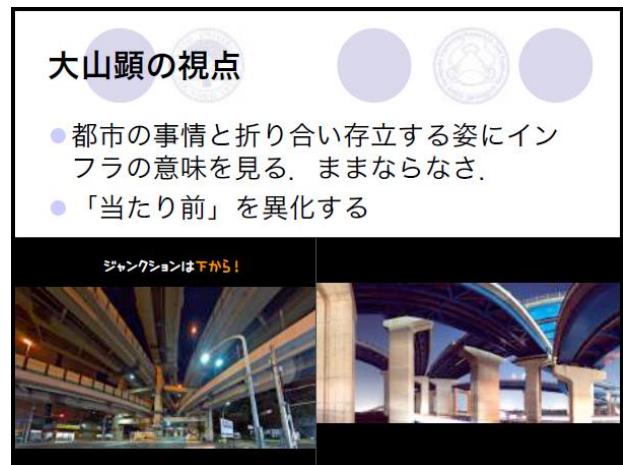 大山顕の視点
都市の事情と折り合い存立する姿にイン
フラの意味を見る．ままならなさ．
「当たり前」を異化する
ジャンクションは下から！